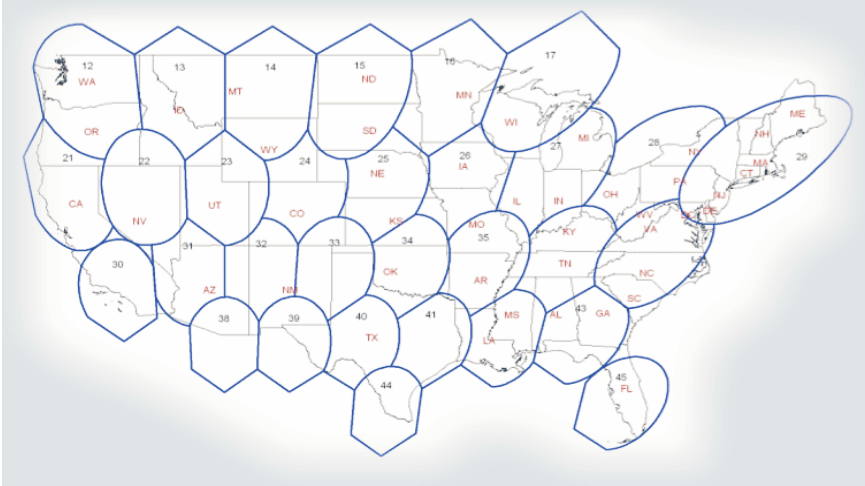 17
15
16
12
13
14
WA
ND
MT
MN
ID
ME
WI
OR
SD
NH
MI
28
27
WY
NY
26
29
21
22
23
24
25
MA
IA
CT
NE
UT
OH
NJ
CA
IL
IN
CO
DE
NV
KS
WV
MO
VA
KY
35
34
31
32
33
30
TN
OK
NC
AR
AZ
NM
SC
43
MS
AL
GA
38
39
40
41
TX
LA
45
44
FL